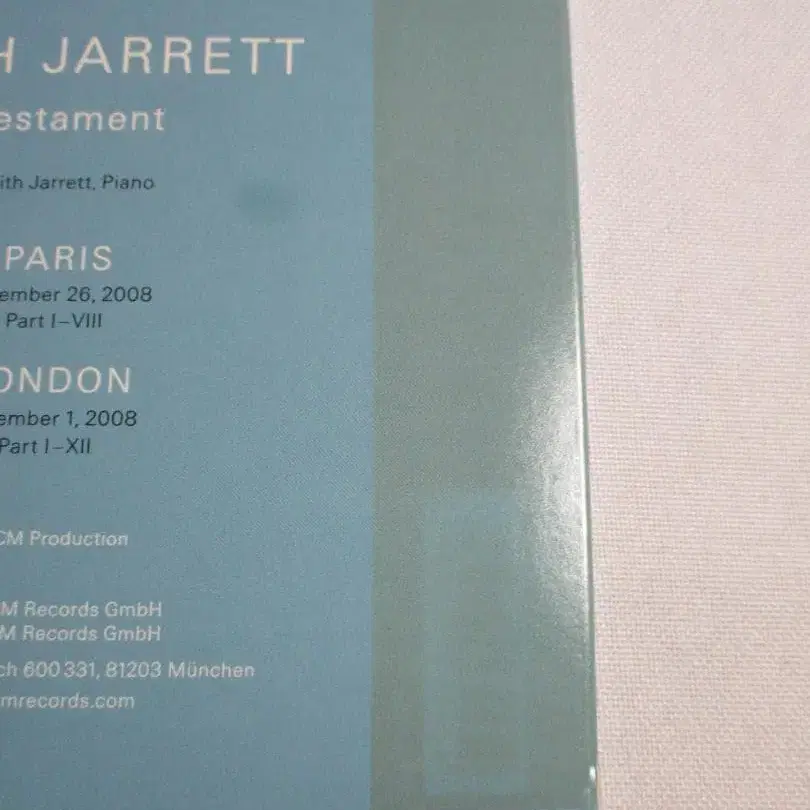 H JARRETT
estament
ith Jarrett, Piano
PARIS
ember 26, 2008
Part I–VIII
ONDON
ember 1, 2008
Part I–XII
CM Production
M Records GmbH
M Records GmbH
ch 600 331, 81203 München
mrecords.com